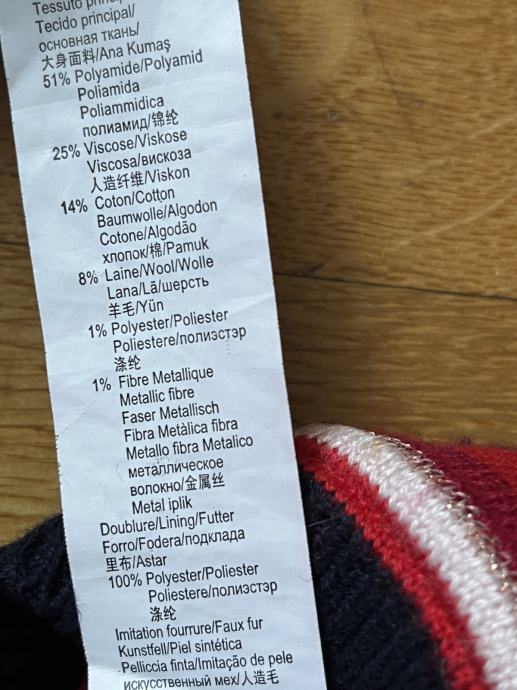 Tessuto principal/
Tecido principal/
основная ткань/
大身面料/Ana Kumaş
51% Polyamide/Polyamid
Poliamida
Poliammidica
полиамид/锦纶
25% Viscose/Viskose
Viscosa/вискоза
人造纤维/Viskon
14% Coton/Cotton
Baumwolle/Algodon
Cotone/Algodão
хлопок/棉/Pamuk
8% Laine/Wool/Wolle
Lana/Lã/шерсть
羊毛/Yün
1% Polyester/Poliester
Poliestere/полиэстэр
涤纶
1% Fibre Metallique
Metallic fibre
Faser Metallisch
Fibra Metàlica fibra
Metallo fibra Metalico
металлическое
волокно/金属丝
Metal iplik
Doublure/Lining/Futter
Forro/Fodera/подклада
里布/Astar
100% Polyester/Poliester
Poliestere/полиэстэр
涤纶
Imitation fourrure/Faux fur
Kunstfell/Piel sintética
Pelliccia finta/Imitação de pele
искусственный мех/人造毛